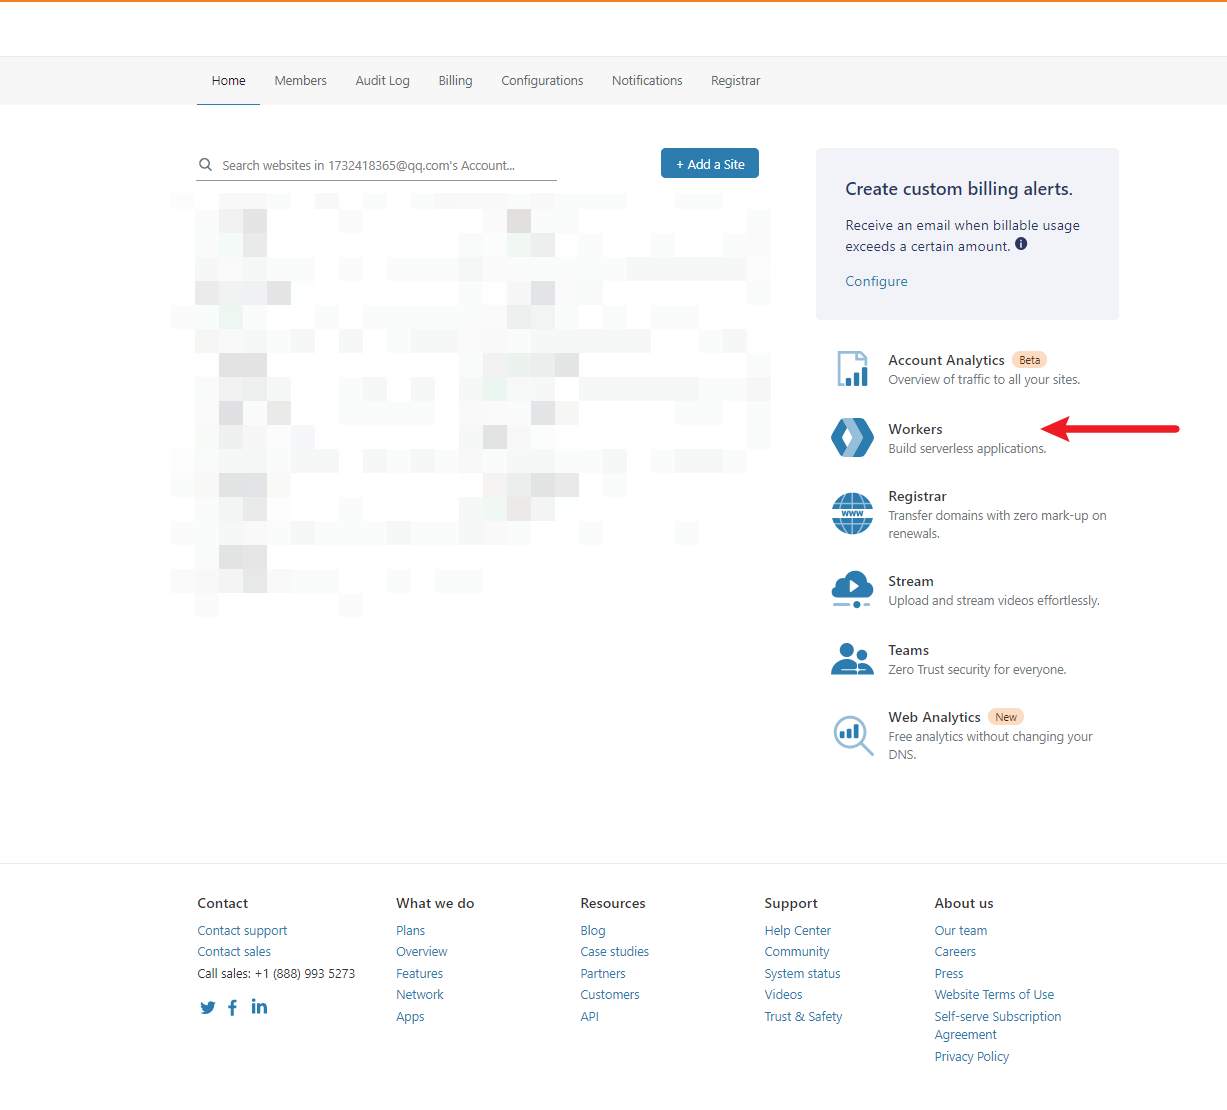 Home
Members
Audit Log
Billing
Configurations
Notifications
Registrar
Search websites in 1732418365@qq.com's Account...
+ Add a Site
Create custom billing alerts.
Receive an email when billable usage
exceeds a certain amount.
Configure
Account Analytics Beta
Overview of traffic to all your sites.
Workers
Build serverless applications.
Registrar
Transfer domains with zero mark-up on
renewals.
www
Stream
Upload and stream videos effortlessly.
Teams
Zero Trust security for everyone.
Web Analytics New
Free analytics without changing your
DNS.
Contact
Contact support
Contact sales
Call sales: +1 (888) 993 5273
What we do
Plans
Overview
Features
Network
Apps
Resources
Blog
Case studies
Partners
Customers
API
Support
Help Center
Community
System status
Videos
Trust & Safety
About us
Our team
Careers
Press
Website Terms of Use
Self-serve Subscription
Agreement
Privacy Policy